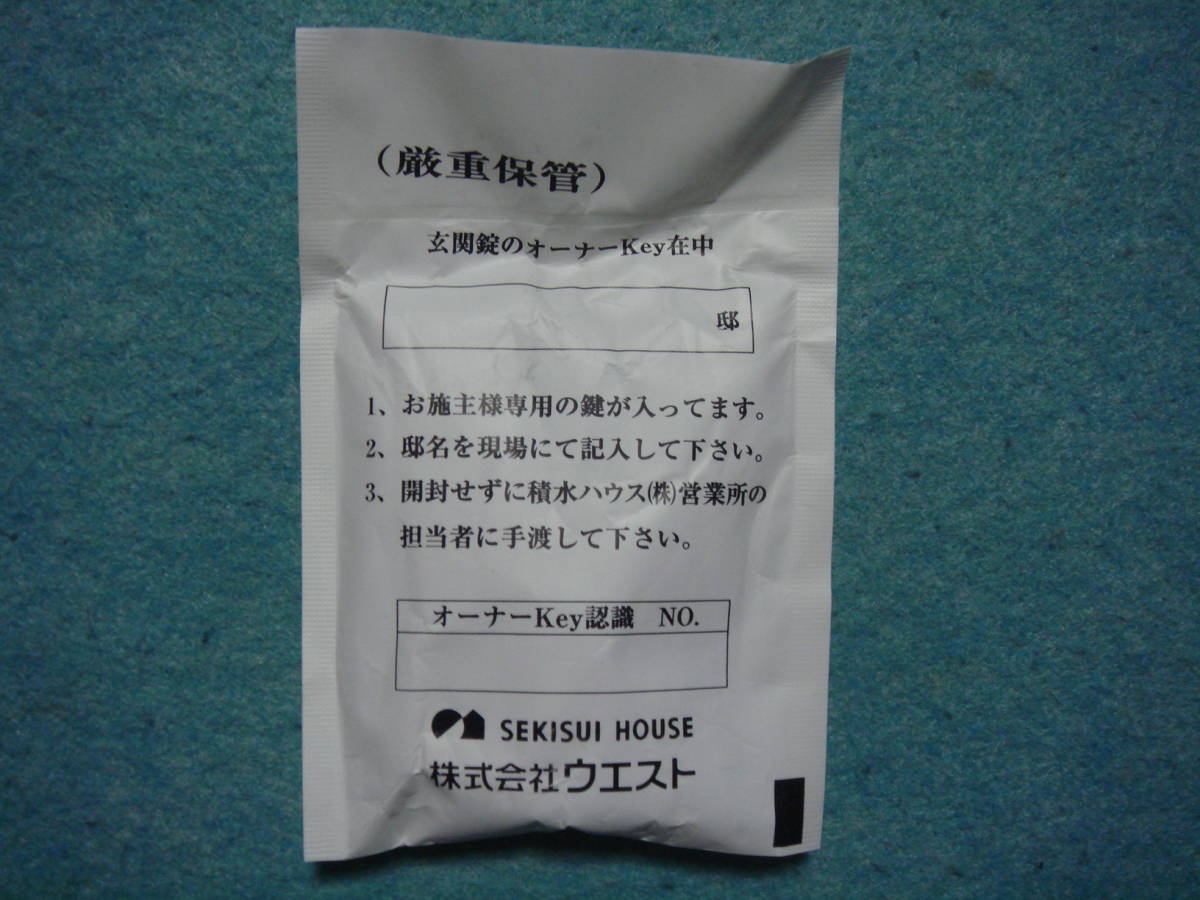 (厳重保管)
玄関錠のオーナーKey在中
邸
1、お施主様専用の鍵が入ってます。
2、邸名を現場にて記入して下さい。
3、開封せずに積水ハウス(株)営業所の
担当者に手渡して下さい。
オーナーKey認識 NO.
SEKISUI HOUSE
株式会社ウエスト